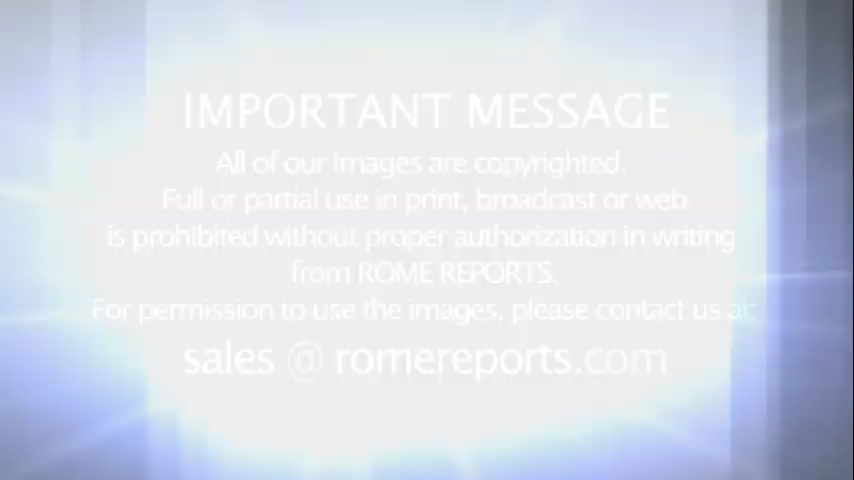 IMPORTANT MESSAGE
All of our images are copyrighted.
Full or partial use in print, broadcast or web
is prohibited without proper authorization in writing
from ROME REPORTS.
For permission to use the images, please contact us at:
sales @ romereports.com